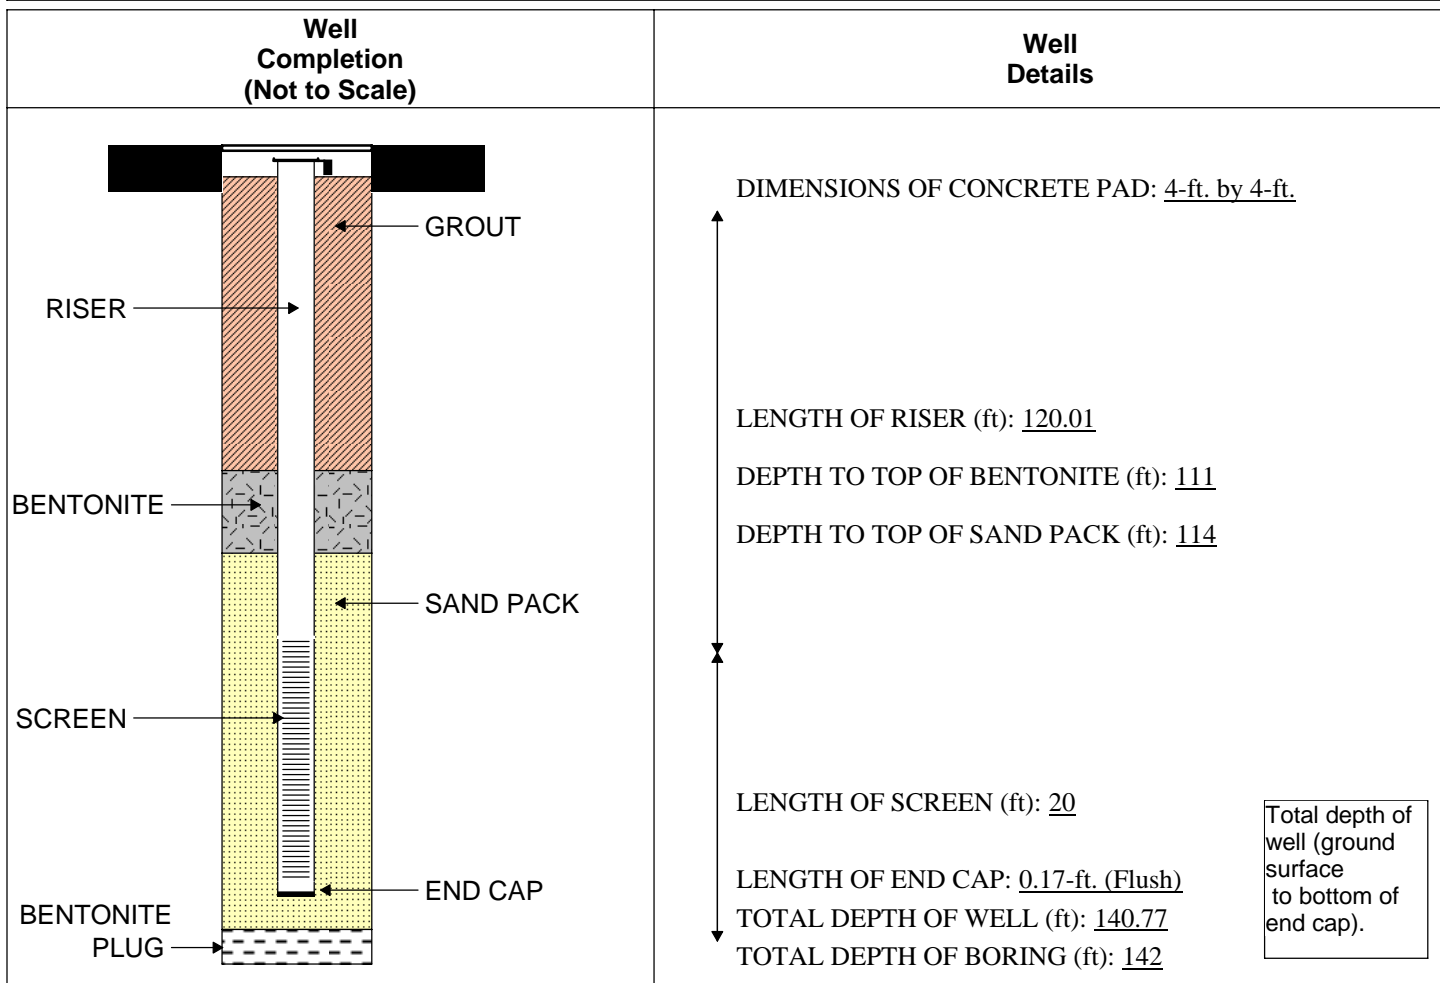 Well
Completion
(Not to Scale)
Well
Details
GROUT
RISER
BENTONITE
SAND PACK
SCREEN
END CAP
BENTONITE
PLUG
DIMENSIONS OF CONCRETE PAD: 4-ft. by 4-ft.
LENGTH OF RISER (ft): 120.01
DEPTH TO TOP OF BENTONITE (ft): 111
DEPTH TO TOP OF SAND PACK (ft): 114
LENGTH OF SCREEN (ft): 20
LENGTH OF END CAP: 0.17-ft. (Flush)
TOTAL DEPTH OF WELL (ft): 140.77
TOTAL DEPTH OF BORING (ft): 142
Total depth of
well (ground
surface
to bottom of
end cap).